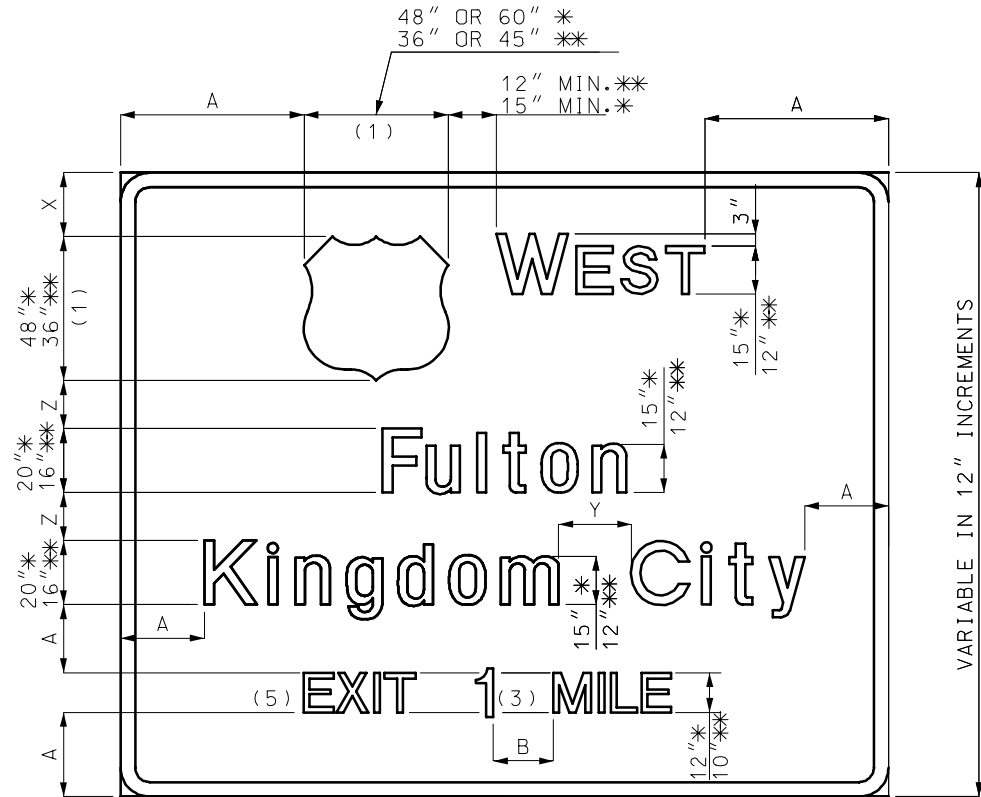 48" OR 60" *
36" OR 45" **
12" MIN.**
15" MIN.*
A
(1)
A
X
3"
WEST
48"*
36"**
(1)
15"*
12"**
Z
15"*
12"**
20"*
16"**
Fulton
Z
Y
A
20"*
16"**
Kingdom City
15" *
12"**
A
A
(5) EXIT 1 (3) MILE
B
12"*
10"**
A
VARIABLE IN 12" INCREMENTS